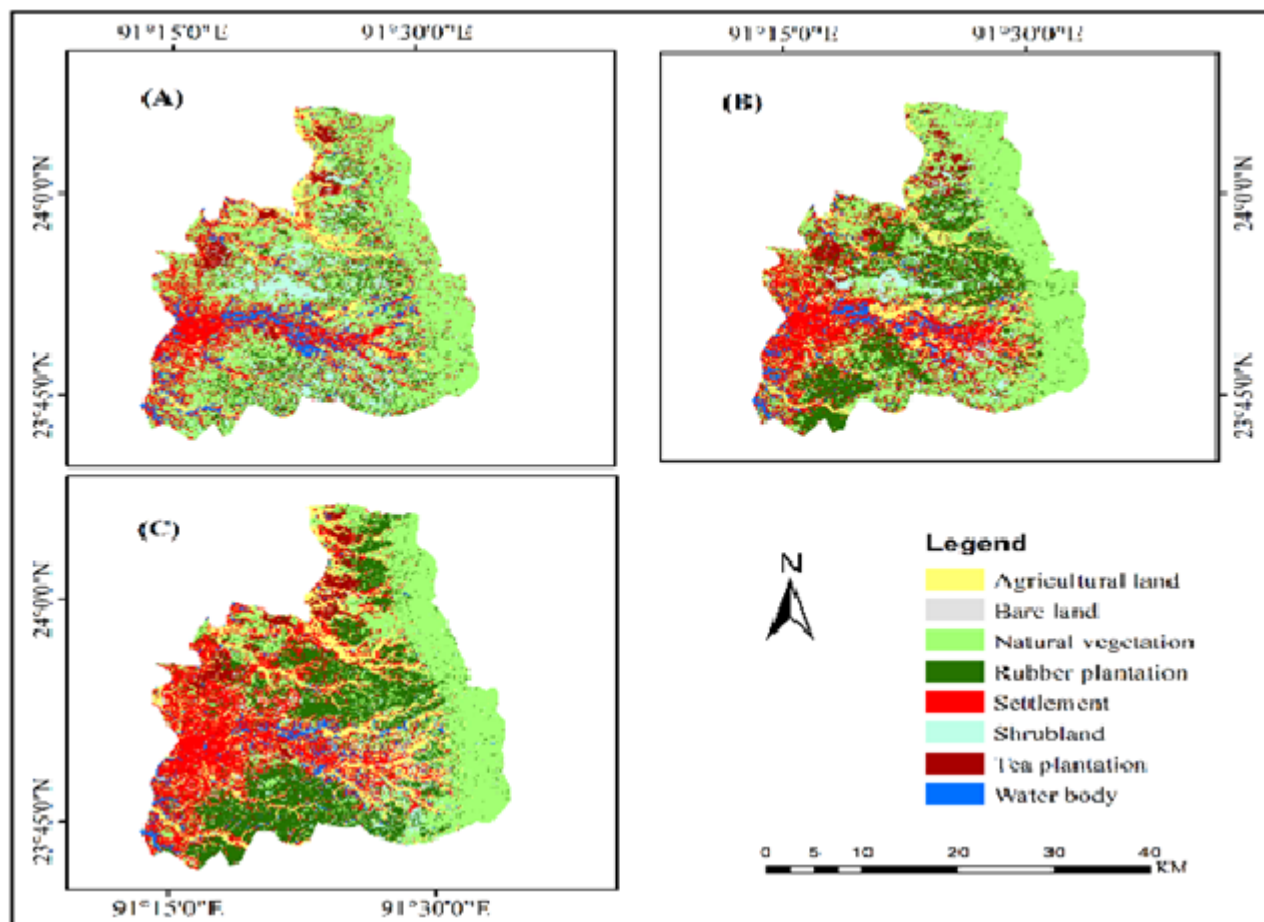 91°15'0"E 91°30'0"E 91°15'0"E 91°30'0"E
(A)
(B)
24°0'0"N
24°0'0"N
23°45'0"N
23°45'0"N
(C)
24°0'0"N
23°45'0"N
91°15'0"E 91°30'0"E
Legend
Agricultural land
Bare land
Natural vegetation
Rubber plantation
Settlement
Shrubland
Tea plantation
Water body
N
0 5 10 20 30 40
KM